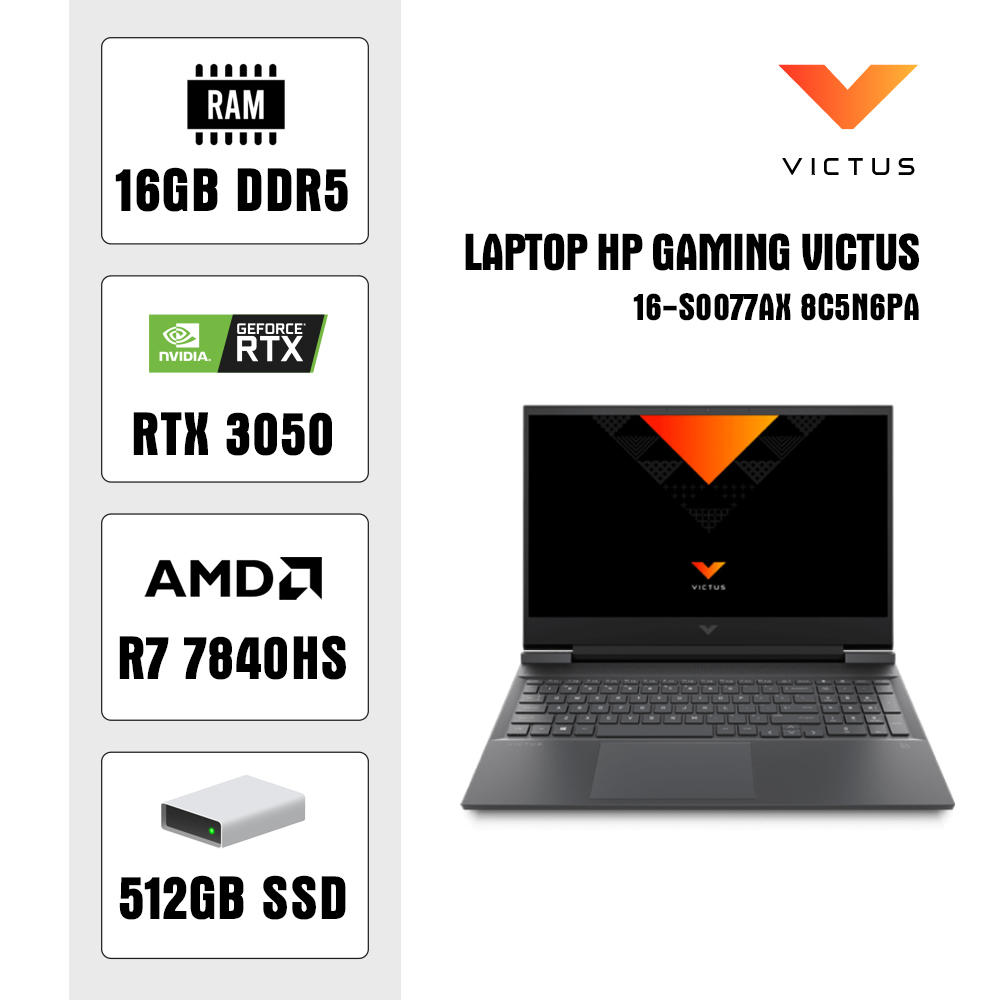 RAM
16GB DDR5
NVIDIA.
GEFORCE
RTX
RTX 3050
AMD
R7 7840HS
512GB SSD
VICTUS
LAPTOP HP GAMING VICTUS
16-S0077AX 8C5N6PA
VICTUS
VICTUS